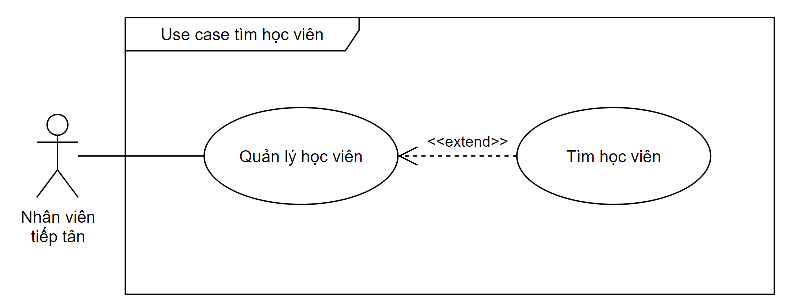 Use case tìm học viên
<<extend>>
Quản lý học viên
Tìm học viên
Nhân viên
tiếp tân